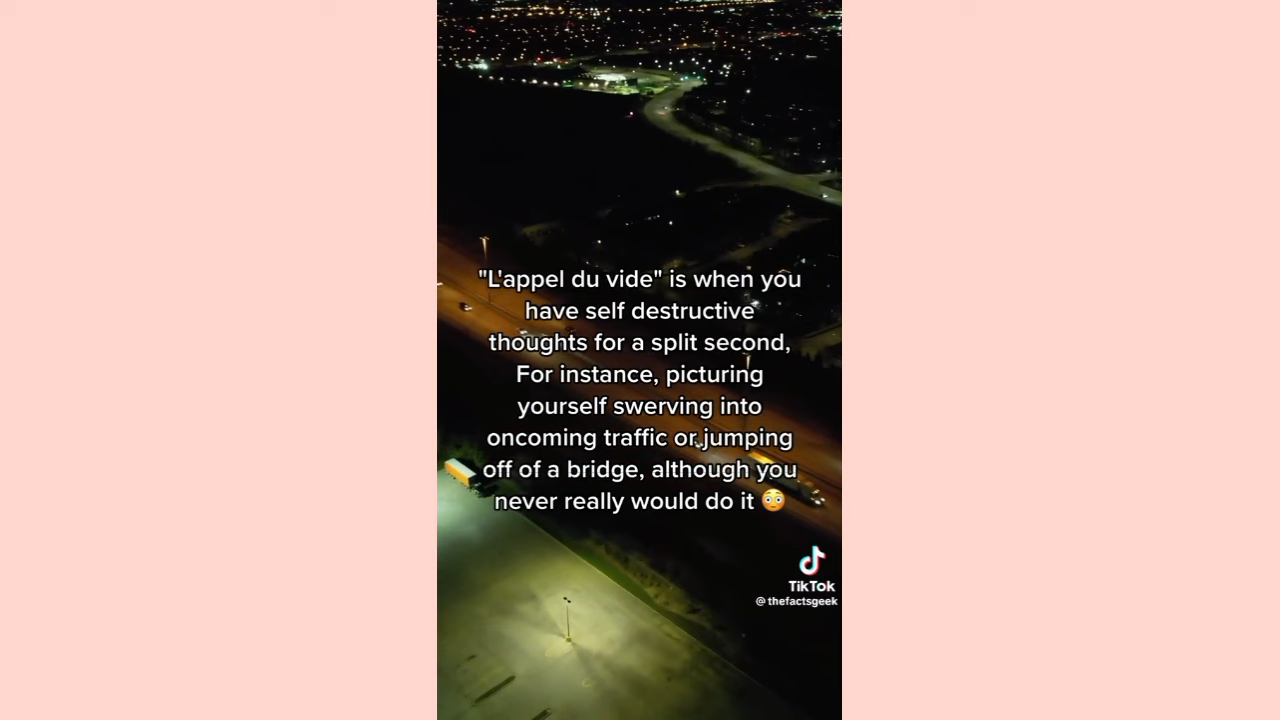 "L'appel du vide" is when you
have self destructive
thoughts for a split second,
For instance, picturing
yourself swerving into
oncoming traffic or jumping
off of a bridge, although you
never really would do it 😳
TikTok
@thefactsgeek